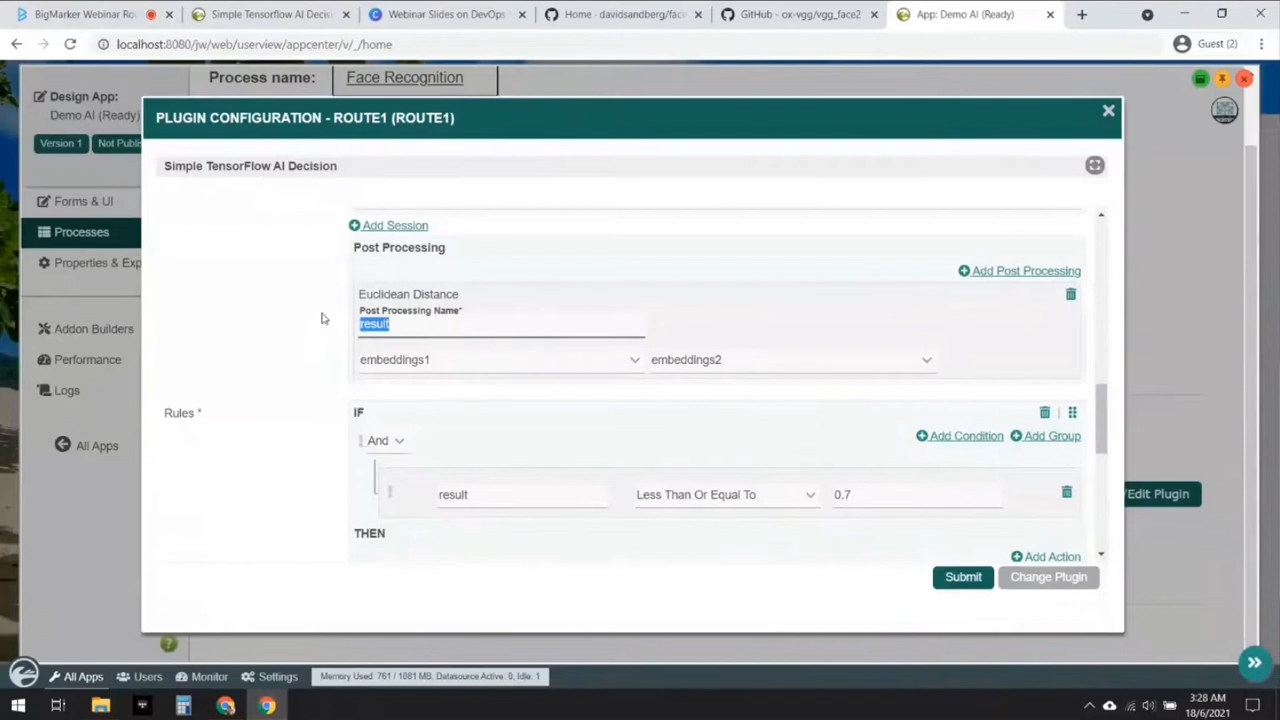 BigMarker Webinar Rou
Simple Tensorflow AI Decisi
Webinar Slides on DevOps
Home · davidsandberg/face
GitHub - ox-vgg/vgg_face2
App: Demo AI (Ready)
localhost:8080/jw/web/userview/appcenter/v/_/home
Guest (2)
Process name: Face Recognition
Design App:
Demo AI (Ready)
Version 1 Not Publis
PLUGIN CONFIGURATION - ROUTE1 (ROUTE1)
Simple TensorFlow AI Decision
Forms & UI
Processes
Properties & Exp
Addon Builders
Performance
Logs
All Apps
Add Session
Post Processing
Add Post Processing
Euclidean Distance
Post Processing Name*
result
embeddings1 embeddings2
Rules *
IF
And
Add Condition Add Group
result Less Than Or Equal To 0.7
THEN
Add Action
Submit Change Plugin
/Edit Plugin
All Apps Users Monitor Settings Memory Used: 761 / 1081 MB, Datasource Active: 0, Idle: 1
3:28 AM
18/6/2021